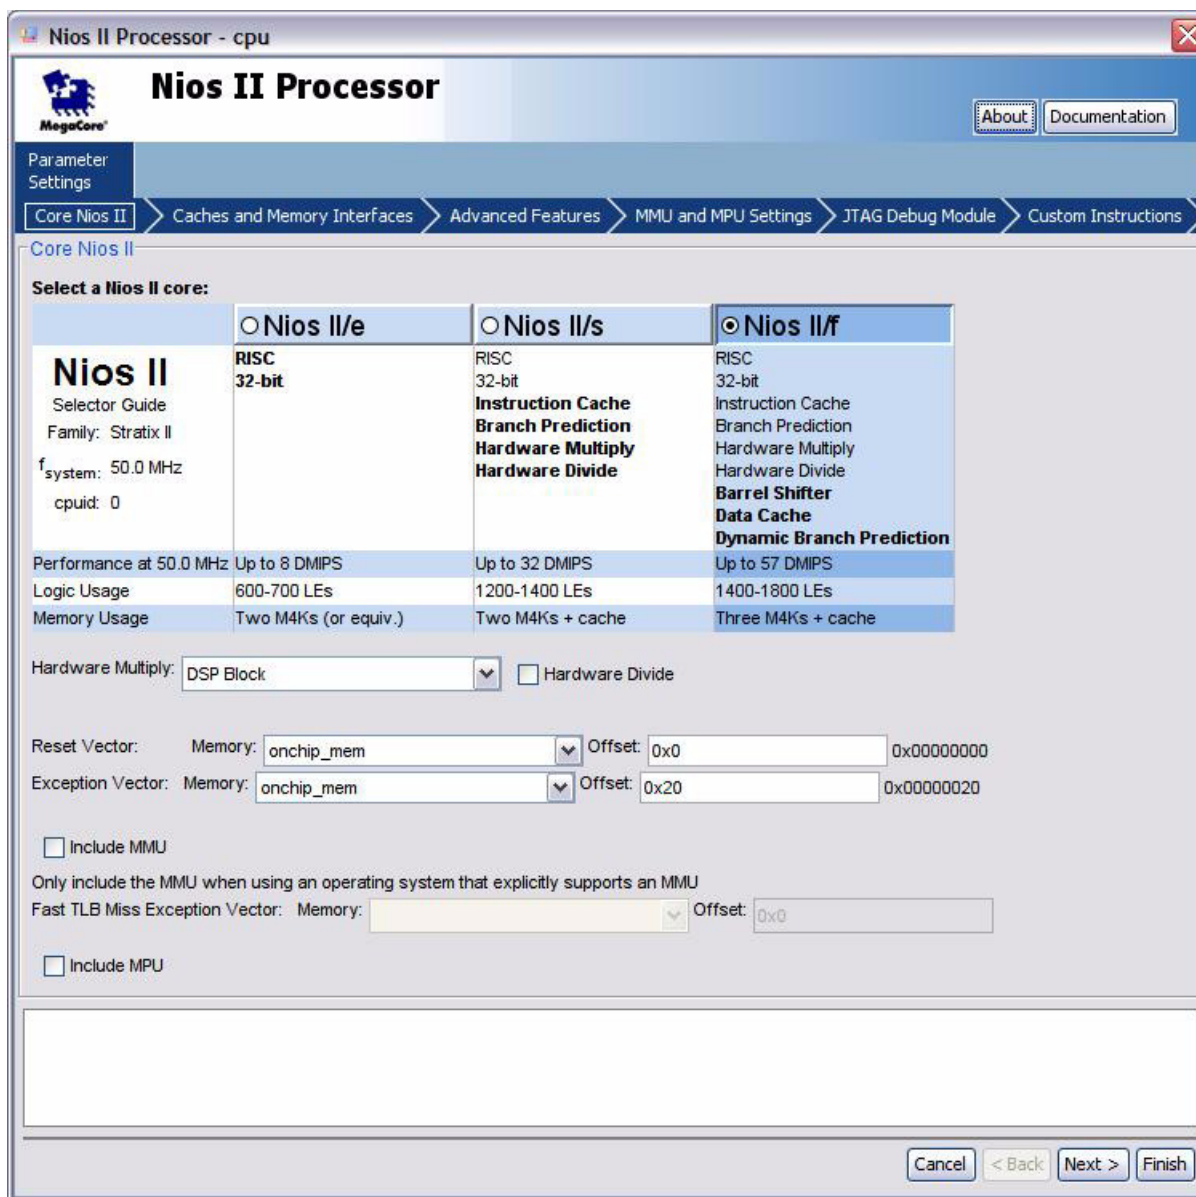 Nios II Processor - cpu
MegaCore®
Nios II Processor
About
Documentation
Parameter
Settings
Core Nios II
Caches and Memory Interfaces
Advanced Features
MMU and MPU Settings
JTAG Debug Module
Custom Instructions
Core Nios II
Select a Nios II core:
Nios II/e
Nios II/s
Nios II/f
Nios II
Selector Guide
Family: Stratix II
fsystem: 50.0 MHz
cpuid: 0
RISC
32-bit
RISC
32-bit
Instruction Cache
Branch Prediction
Hardware Multiply
Hardware Divide
RISC
32-bit
Instruction Cache
Branch Prediction
Hardware Multiply
Hardware Divide
Barrel Shifter
Data Cache
Dynamic Branch Prediction
Performance at 50.0 MHz Up to 8 DMIPS Up to 32 DMIPS Up to 57 DMIPS
Logic Usage 600-700 LEs 1200-1400 LEs 1400-1800 LEs
Memory Usage Two M4Ks (or equiv.) Two M4Ks + cache Three M4Ks + cache
Hardware Multiply: DSP Block Hardware Divide
Reset Vector: Memory: onchip_mem Offset: 0x0 0x00000000
Exception Vector: Memory: onchip_mem Offset: 0x20 0x00000020
Include MMU
Only include the MMU when using an operating system that explicitly supports an MMU
Fast TLB Miss Exception Vector: Memory: Offset: 0x0
Include MPU
Cancel < Back Next > Finish